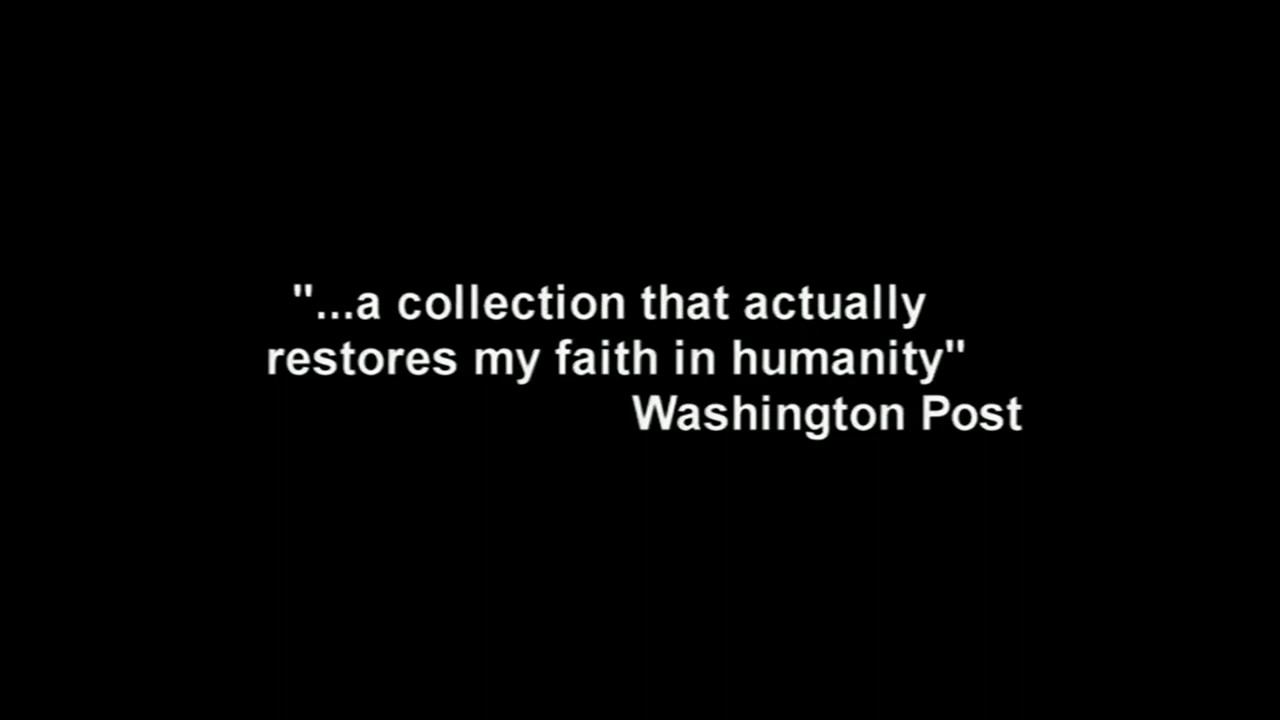 "...a collection that actually
restores my faith in humanity"
Washington Post